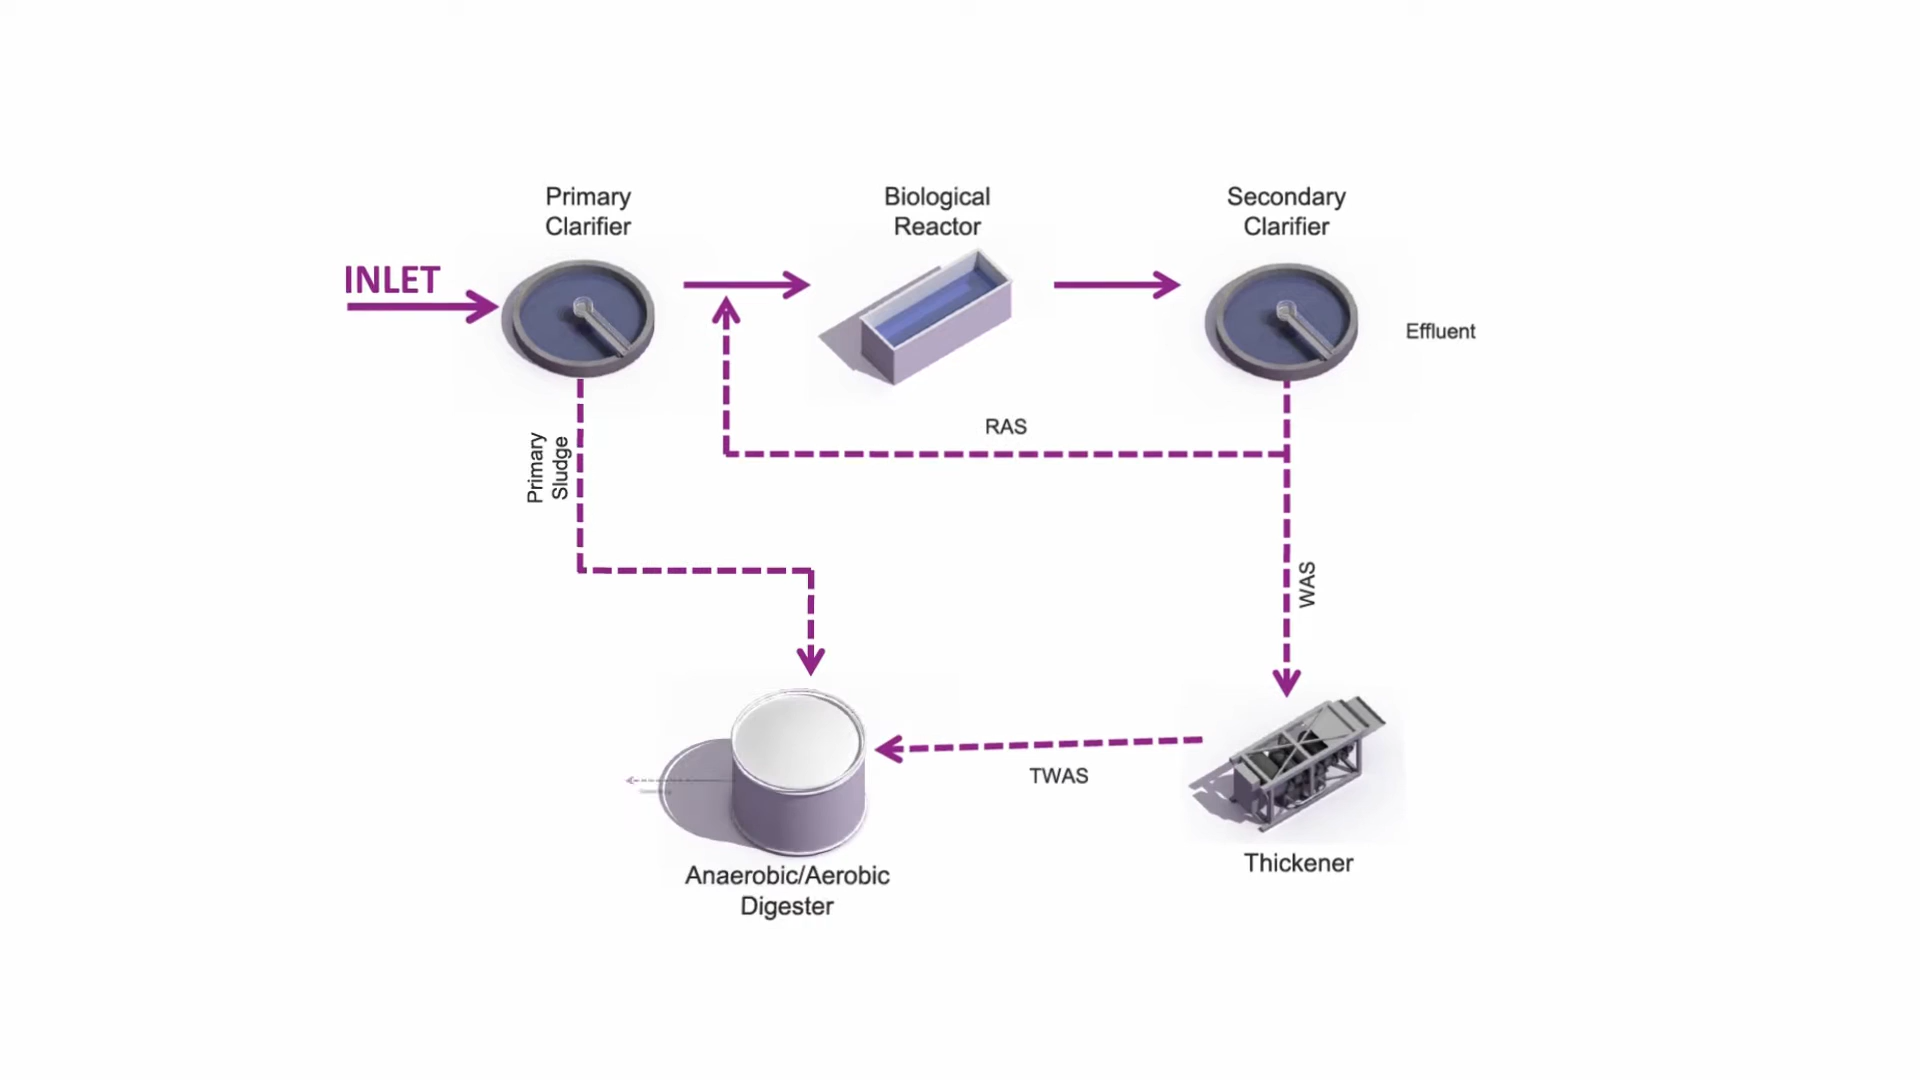 Primary
Clarifier
Biological
Reactor
Secondary
Clarifier
INLET
Effluent
RAS
Primary
Sludge
WAS
TWAS
Thickener
Anaerobic/Aerobic
Digester